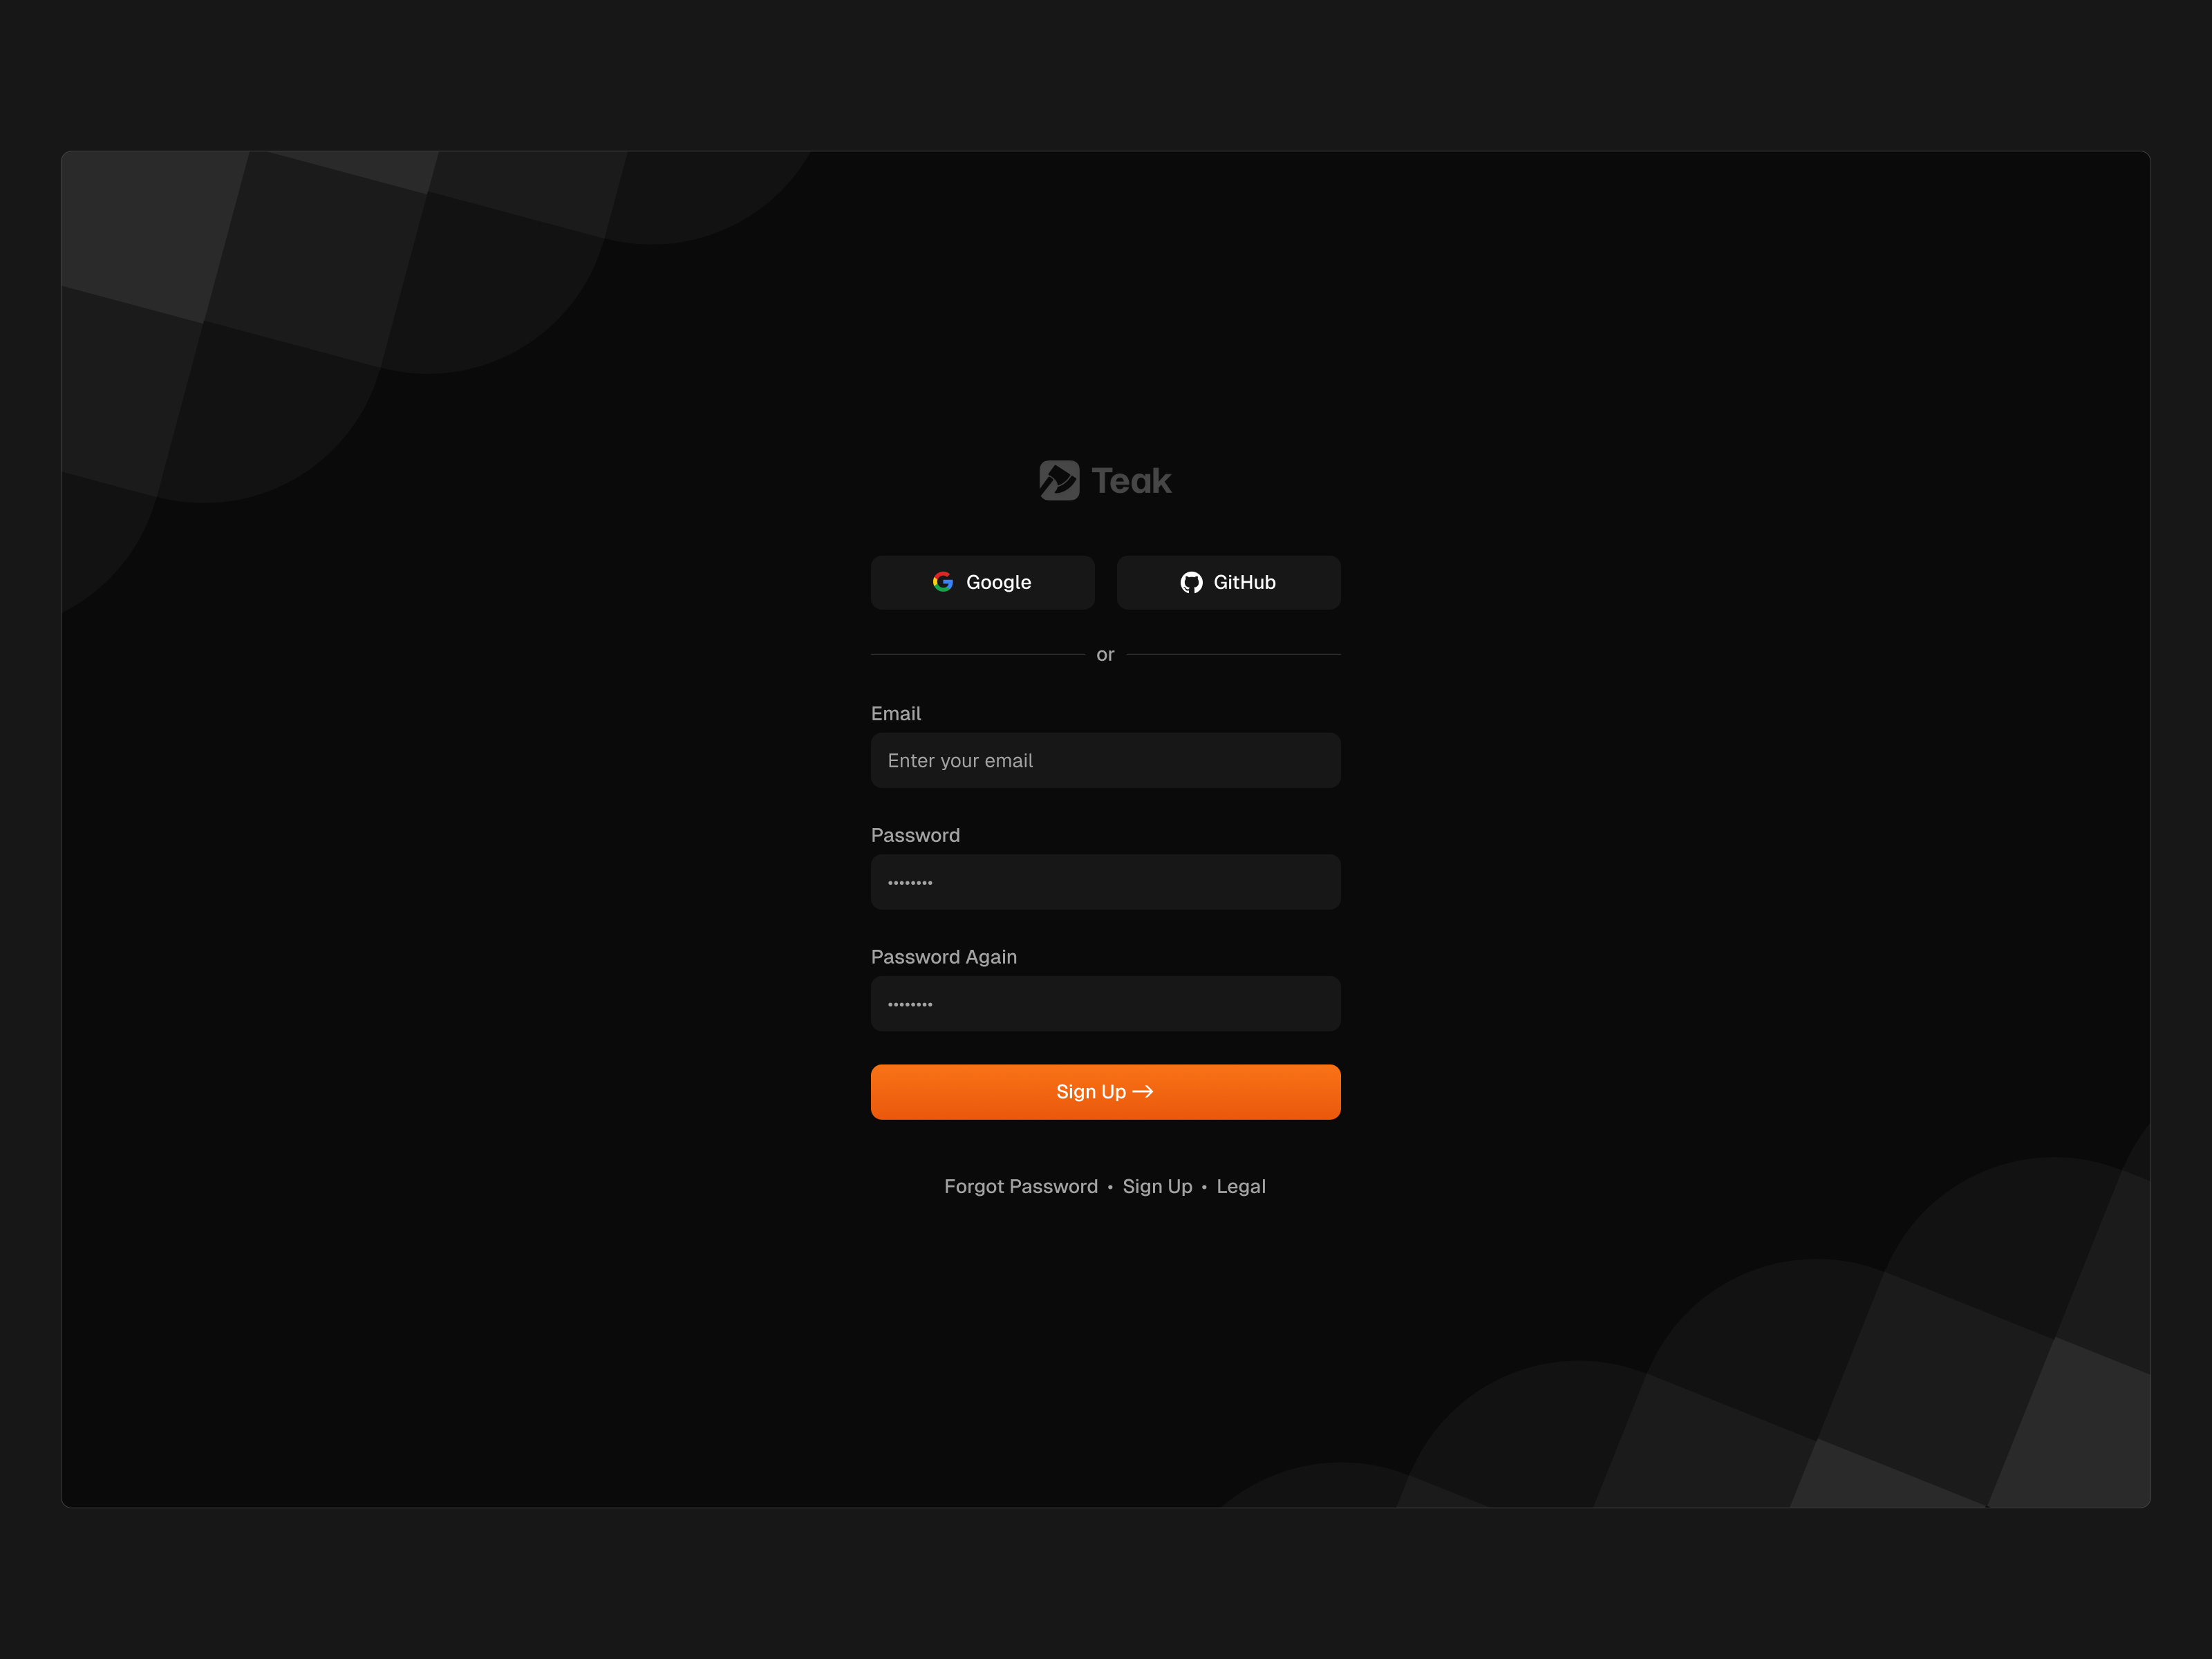 Teak
Google
GitHub
or
Email
Enter your email
Password
••••••••
Password Again
••••••••
Sign Up →
Forgot Password • Sign Up • Legal